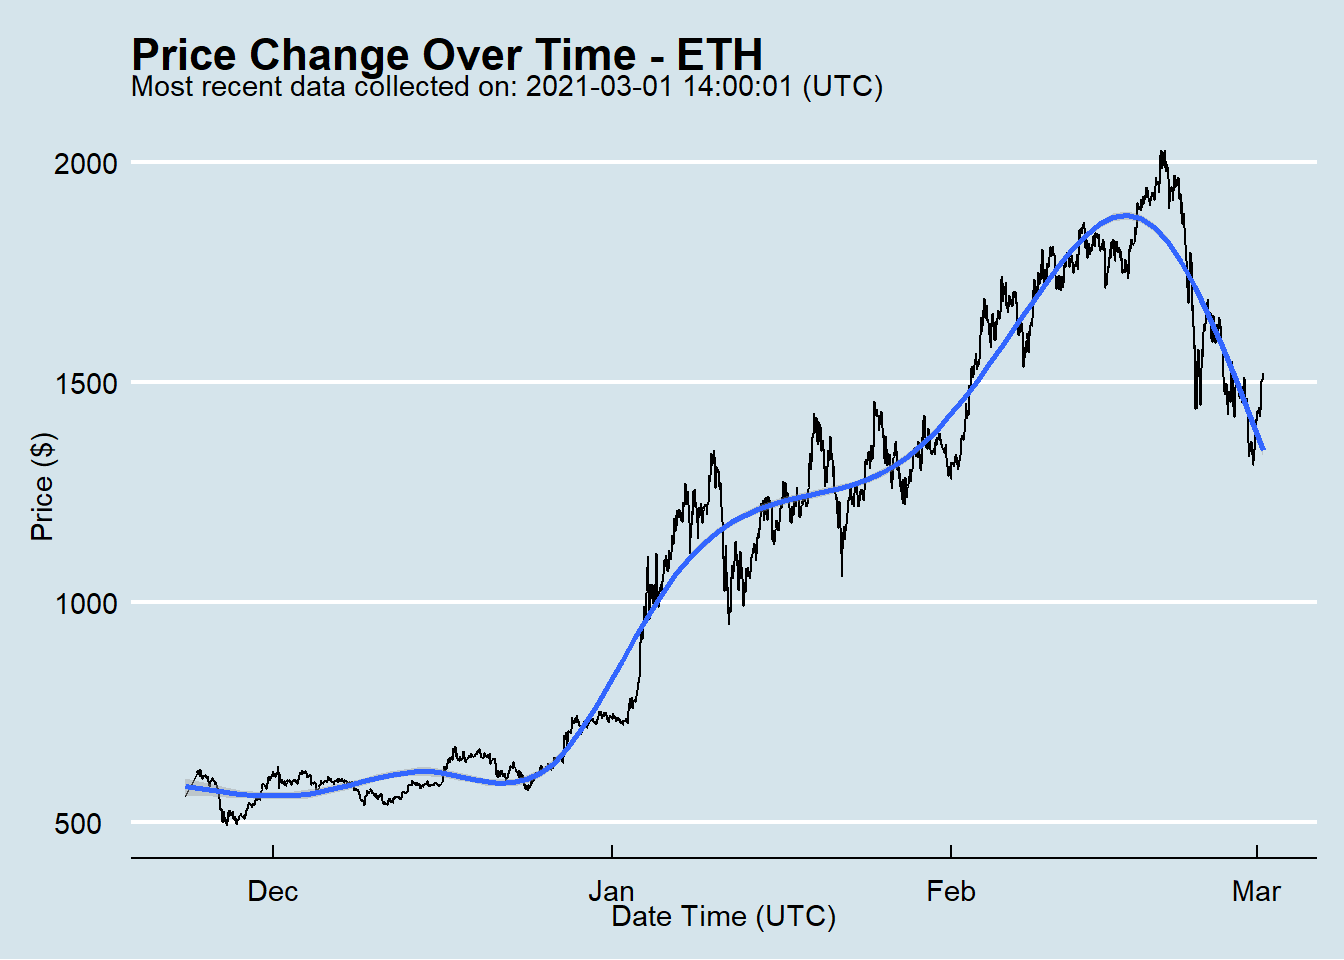 Price Change Over Time - ETH
Most recent data collected on: 2021-03-01 14:00:01 (UTC)
2000
1500
1000
500
Price ($)
Dec Jan Feb Mar
Date Time (UTC)